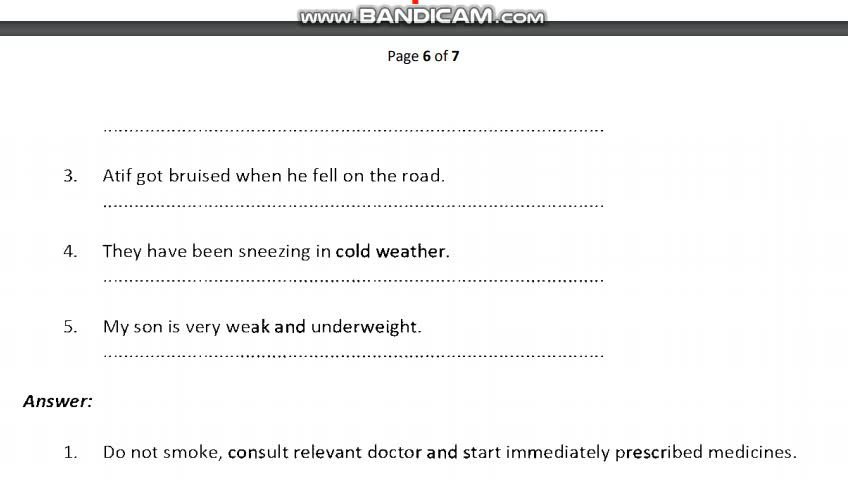 WWW.BANDICAM.COM
Page 6 of 7
................................................................................................
3. Atif got bruised when he fell on the road.
................................................................................................
4. They have been sneezing in cold weather.
................................................................................................
5. My son is very weak and underweight.
................................................................................................
Answer:
1. Do not smoke, consult relevant doctor and start immediately prescribed medicines.